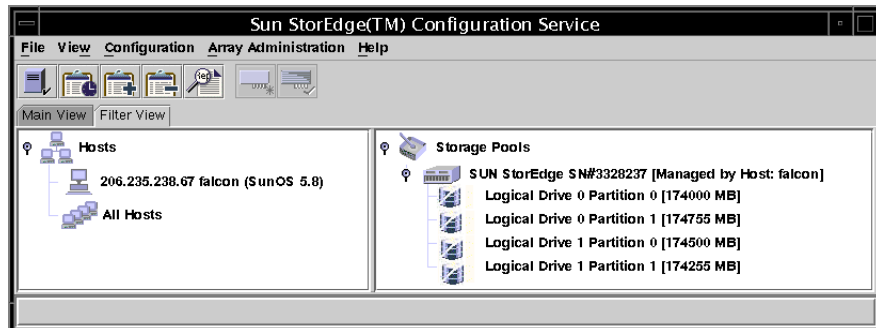 Sun StorEdge(TM) Configuration Service
File View Configuration Array Administration Help
Rep
Main View Filter View
Hosts
206.235.238.67 falcon (SunOS 5.8)
All Hosts
Storage Pools
SUN StorEdge SN#3328237 [Managed by Host: falcon]
Logical Drive 0 Partition 0 [174000 MB]
Logical Drive 0 Partition 1 [174755 MB]
Logical Drive 1 Partition 0 [174500 MB]
Logical Drive 1 Partition 1 [174255 MB]